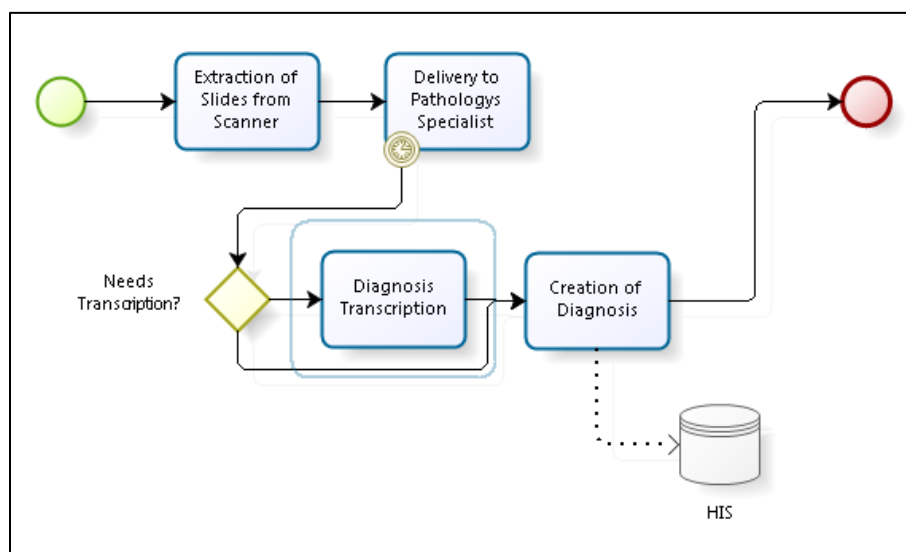 Extraction of
Slides from
Scanner
Delivery to
Pathologys
Specialist
Needs
Transcription?
Diagnosis
Transcription
Creation of
Diagnosis
HIS